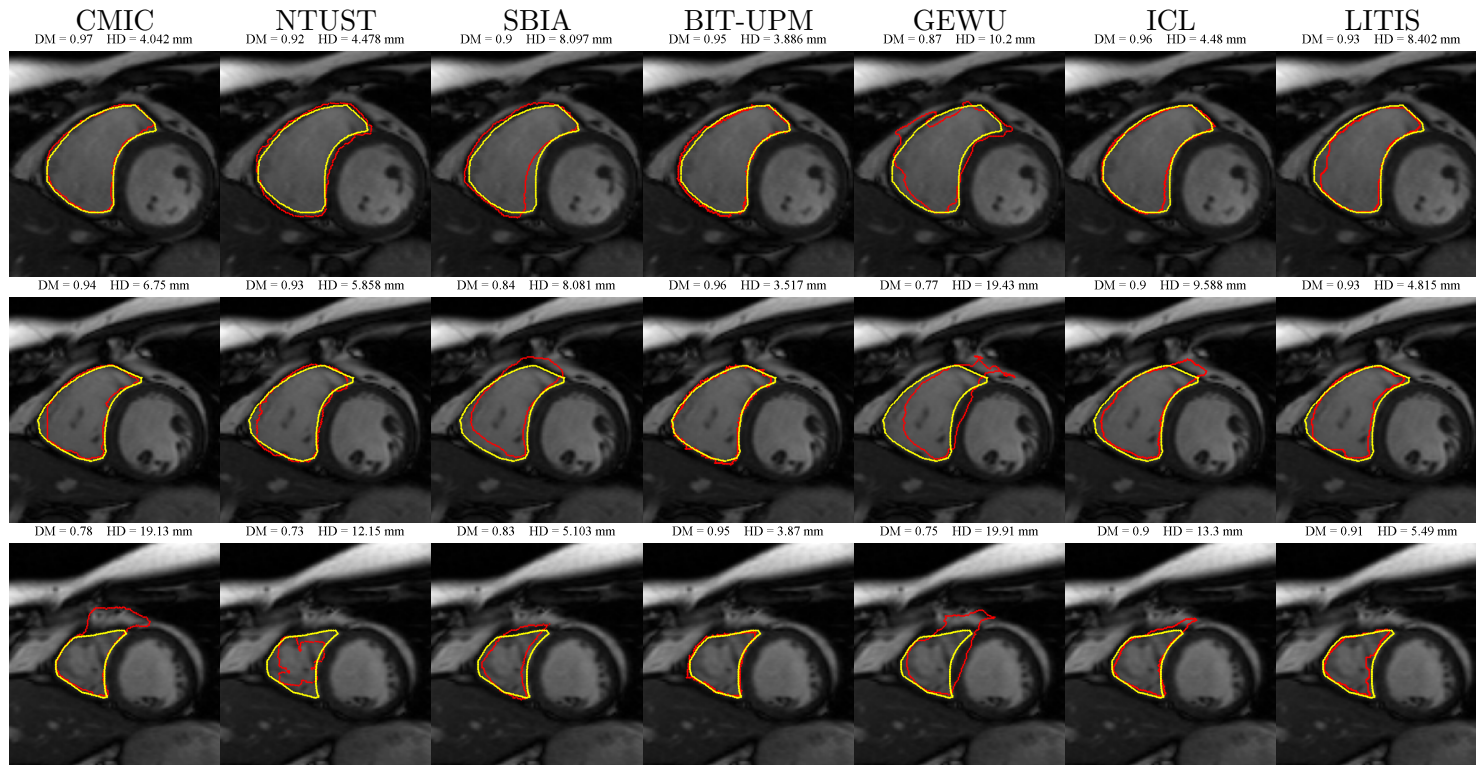 CMIC NTUST SBIA BIT-UPM GEWU ICL LITIS
DM = 0.97 HD = 4.042 mm DM = 0.92 HD = 4.478 mm DM = 0.9 HD = 8.097 mm DM = 0.95 HD = 3.886 mm DM = 0.87 HD = 10.2 mm DM = 0.96 HD = 4.48 mm DM = 0.93 HD = 8.402 mm
DM = 0.94 HD = 6.75 mm DM = 0.93 HD = 5.858 mm DM = 0.84 HD = 8.081 mm DM = 0.96 HD = 3.517 mm DM = 0.77 HD = 19.43 mm DM = 0.9 HD = 9.588 mm DM = 0.93 HD = 4.815 mm
DM = 0.78 HD = 19.13 mm DM = 0.73 HD = 12.15 mm DM = 0.83 HD = 5.103 mm DM = 0.95 HD = 3.87 mm DM = 0.75 HD = 19.91 mm DM = 0.9 HD = 13.3 mm DM = 0.91 HD = 5.49 mm